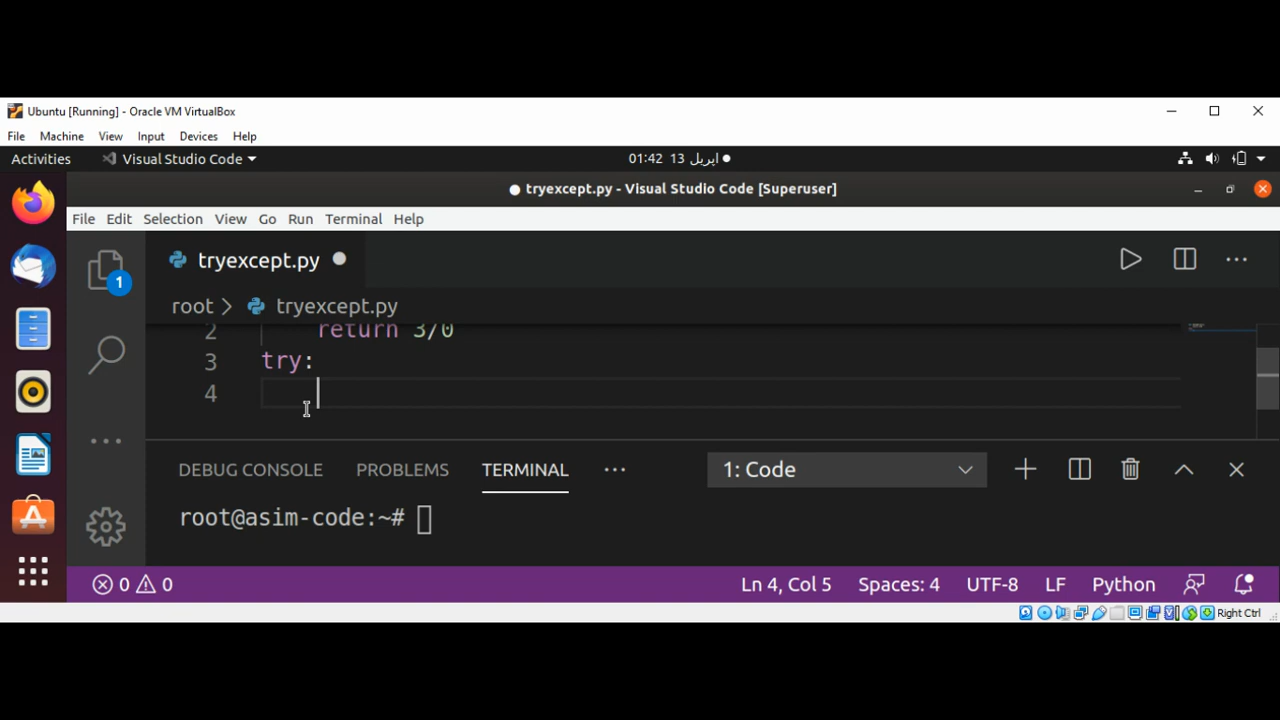 Ubuntu [Running] - Oracle VM VirtualBox
File Machine View Input Devices Help
Activities Visual Studio Code 01:42 13 اپریل
tryexcept.py - Visual Studio Code [Superuser]
File Edit Selection View Go Run Terminal Help
tryexcept.py
1
root > tryexcept.py
2 return 3/0
3 try:
4
DEBUG CONSOLE PROBLEMS TERMINAL ... 1: Code
root@asim-code:~#
0 0 Ln 4, Col 5 Spaces: 4 UTF-8 LF Python
Right Ctrl